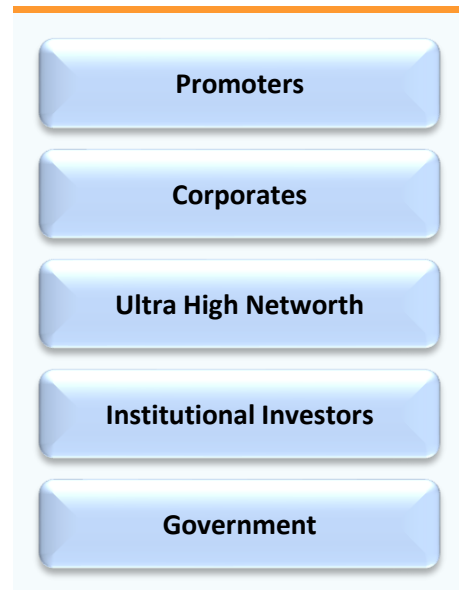 Promoters
Corporates
Ultra High Networth
Institutional Investors
Government